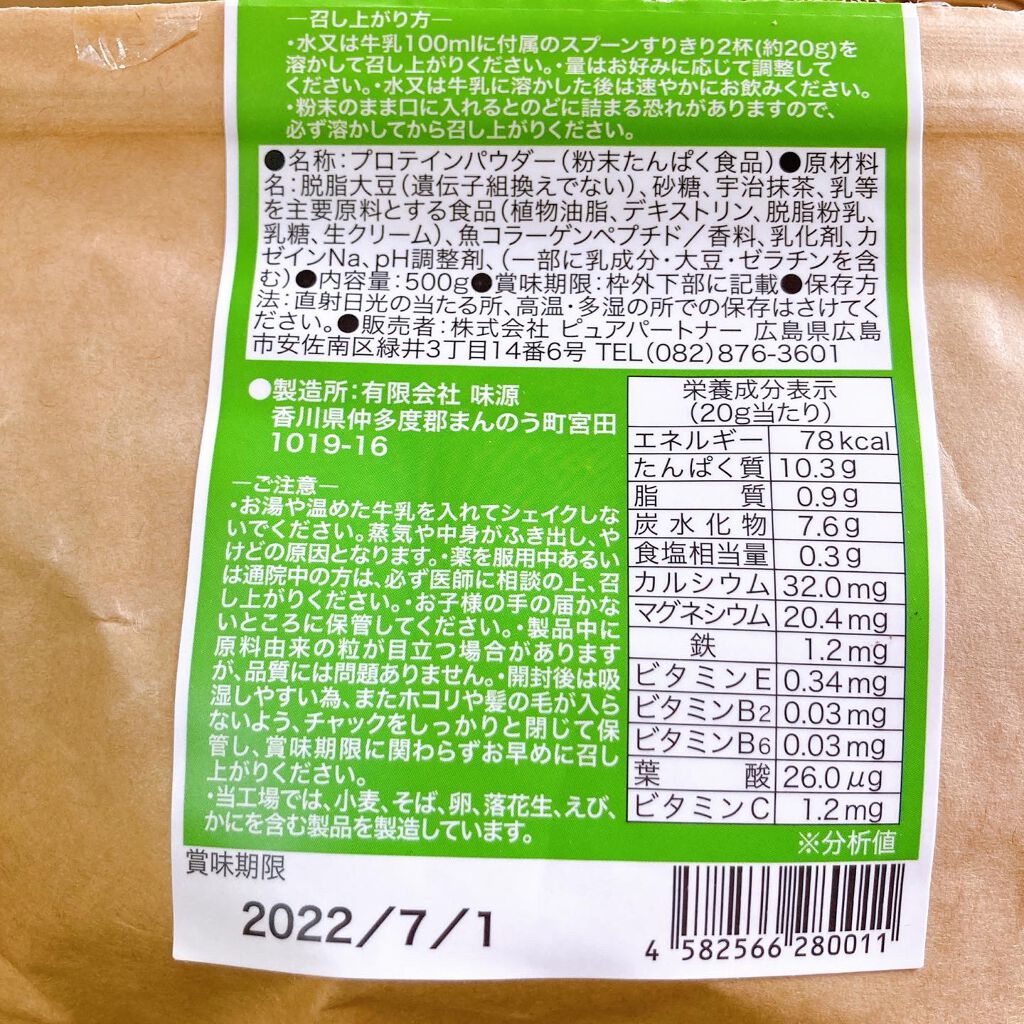 ―召し上がり方―
・水又は牛乳100mlに付属のスプーンすりきり2杯(約20g)を
溶かして召し上がりください。・量はお好みに応じて調整して
ください。・水又は牛乳に溶かした後は速やかにお飲みください。
・粉末のまま口に入れるとのどに詰まる恐れがありますので、
必ず溶かしてから召し上がりください。
●名称:プロテインパウダー(粉末たんぱく食品)●原材料
名:脱脂大豆(遺伝子組換えでない)、砂糖、宇治抹茶、乳等
を主要原料とする食品(植物油脂、デキストリン、脱脂粉乳、
乳糖、生クリーム)、魚コラーゲンペプチド/香料、乳化剤、カ
ゼインNa、pH調整剤、(一部に乳成分・大豆・ゼラチンを含
む)●内容量:500g●賞味期限:枠外下部に記載●保存方
法:直射日光の当たる所、高温・多湿の所での保存はさけてく
ださい。●販売者:株式会社 ピュアパートナー 広島県広島
市安佐南区緑井3丁目14番6号 TEL(082)876-3601
●製造所:有限会社 味源
香川県仲多度郡まんのう町宮田
1019-16
―ご注意―
・お湯や温めた牛乳を入れてシェイクしな
いでください。蒸気や中身がふき出し、や
けどの原因となります。・薬を服用中あるい
は通院中の方は、必ず医師に相談の上、召
し上がりください。・お子様の手の届かな
いところに保管してください。・製品中に
原料由来の粒が目立つ場合があります
が、品質には問題ありません。・開封後は吸
湿しやすい為、またホコリや髪の毛が入ら
ないよう、チャックをしっかりと閉じて保
管し、賞味期限に関わらずお早めに召し
上がりください。
・当工場では、小麦、そば、卵、落花生、えび、
かにを含む製品を製造しています。
栄養成分表示
(20g当たり)
エネルギー 78kcal
たんぱく質 10.3g
脂質 0.9g
炭水化物 7.6g
食塩相当量 0.3g
カルシウム 32.0mg
マグネシウム 20.4mg
鉄 1.2mg
ビタミンE 0.34mg
ビタミンB2 0.03mg
ビタミンB6 0.03mg
葉酸 26.0μg
ビタミンC 1.2mg
※分析値
賞味期限
2022/7/1
4 582566 280011